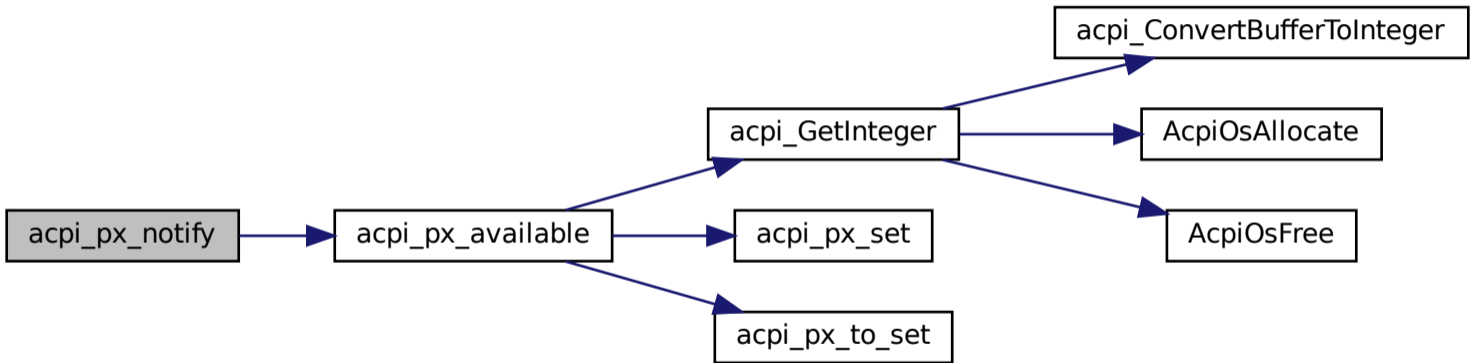 acpi_ConvertBufferToInteger
acpi_GetInteger
AcpiOsAllocate
acpi_px_notify
acpi_px_available
acpi_px_set
AcpiOsFree
acpi_px_to_set